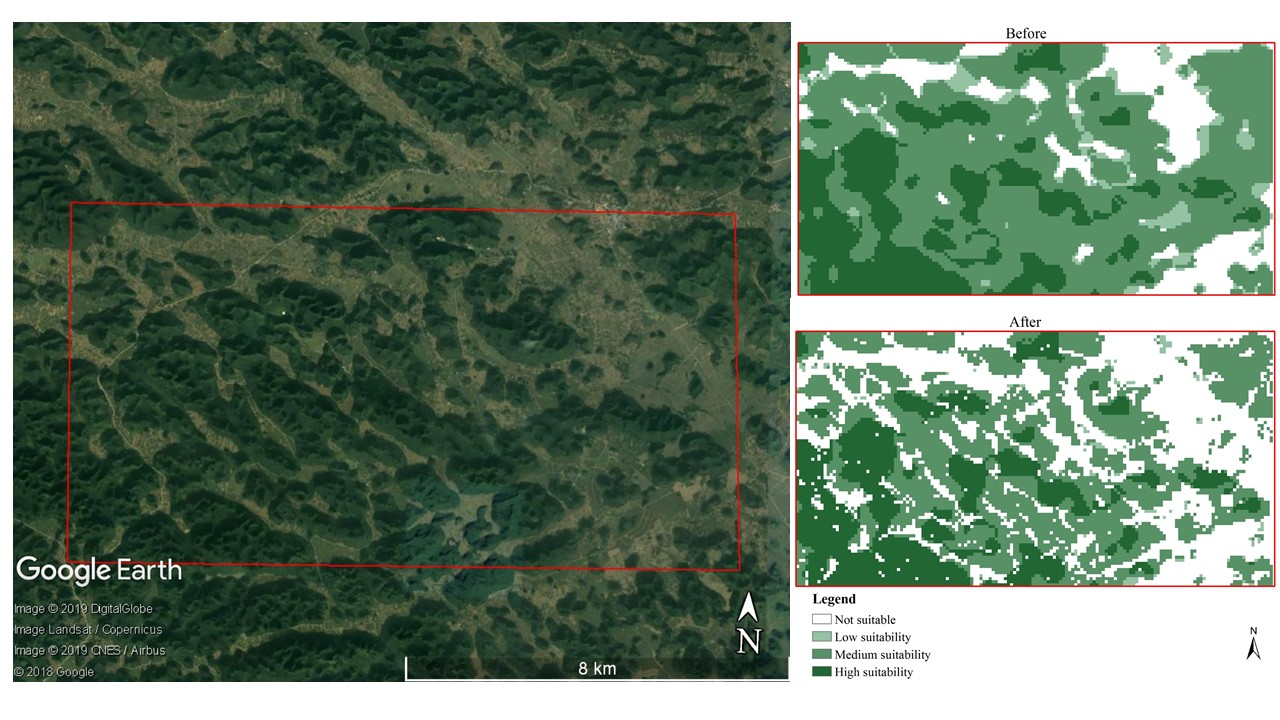 Google Earth
Image © 2019 DigitalGlobe
Image Landsat / Copernicus
Image © 2019 CNES / Airbus
© 2018 Google
N
8 km
Before
After
Legend
Not suitable
Low suitability
Medium suitability
High suitability
N